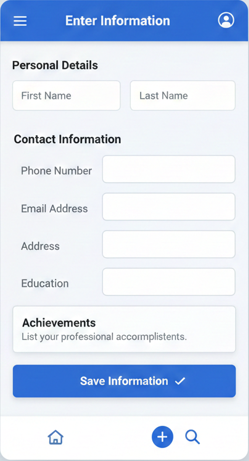 Enter Information
Personal Details
First Name Last Name
Contact Information
Phone Number
Email Address
Address
Education
Achievements
List your professional accomplistents.
Save Information